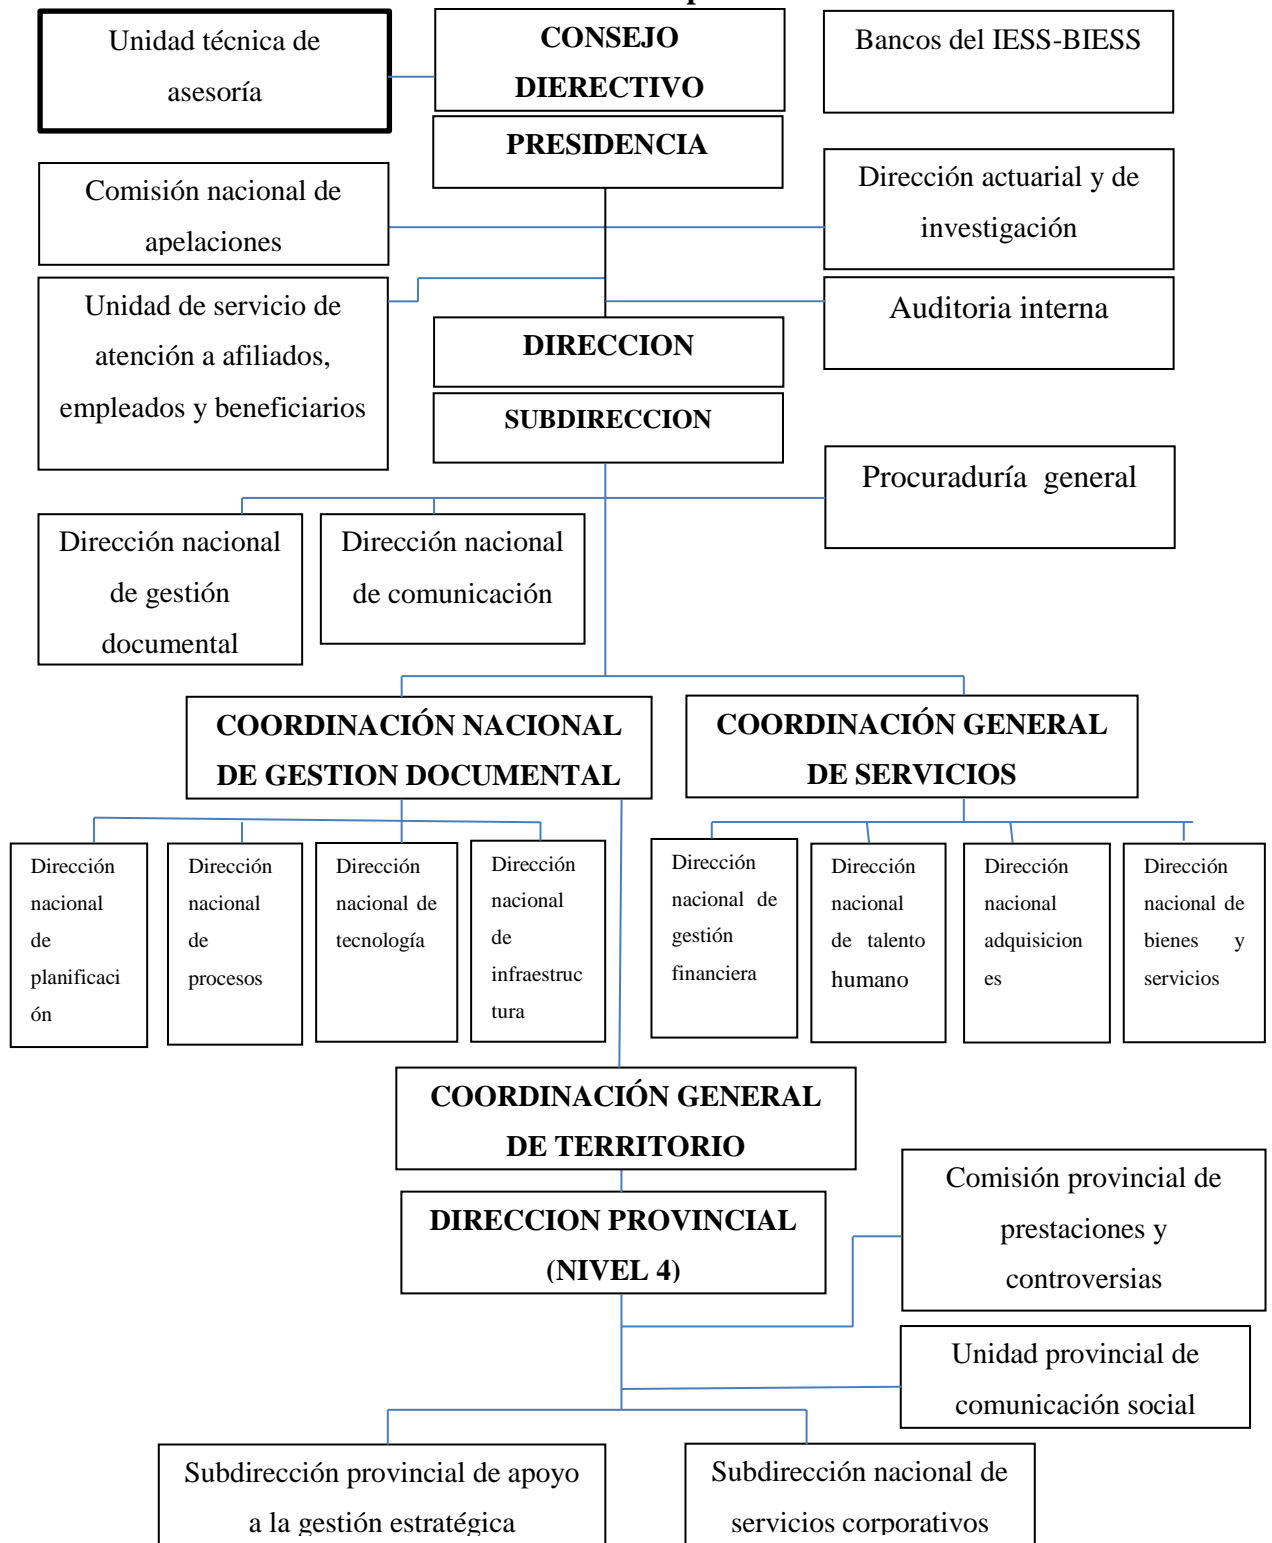 Unidad técnica de
asesoría
CONSEJO
DIERECTIVO
Bancos del IESS-BIESS
PRESIDENCIA
Comisión nacional de
apelaciones
Dirección actuarial y de
investigación
Unidad de servicio de
atención a afiliados,
empleados y beneficiarios
Auditoria interna
DIRECCION
SUBDIRECCION
Procuraduría general
Dirección nacional
de gestión
documental
Dirección nacional
de comunicación
COORDINACIÓN NACIONAL
DE GESTION DOCUMENTAL
COORDINACIÓN GENERAL
DE SERVICIOS
Dirección
nacional
de
planificaci
ón
Dirección
nacional
de
procesos
Dirección
nacional de
tecnología
Dirección
nacional
de
infraestruc
tura
Dirección
nacional de
gestión
financiera
Dirección
nacional
de talento
humano
Dirección
nacional
adquisicion
es
Dirección
nacional de
bienes y
servicios
COORDINACIÓN GENERAL
DE TERRITORIO
DIRECCION PROVINCIAL
(NIVEL 4)
Comisión provincial de
prestaciones y
controversias
Unidad provincial de
comunicación social
Subdirección provincial de apoyo
a la gestión estratégica
Subdirección nacional de
servicios corporativos